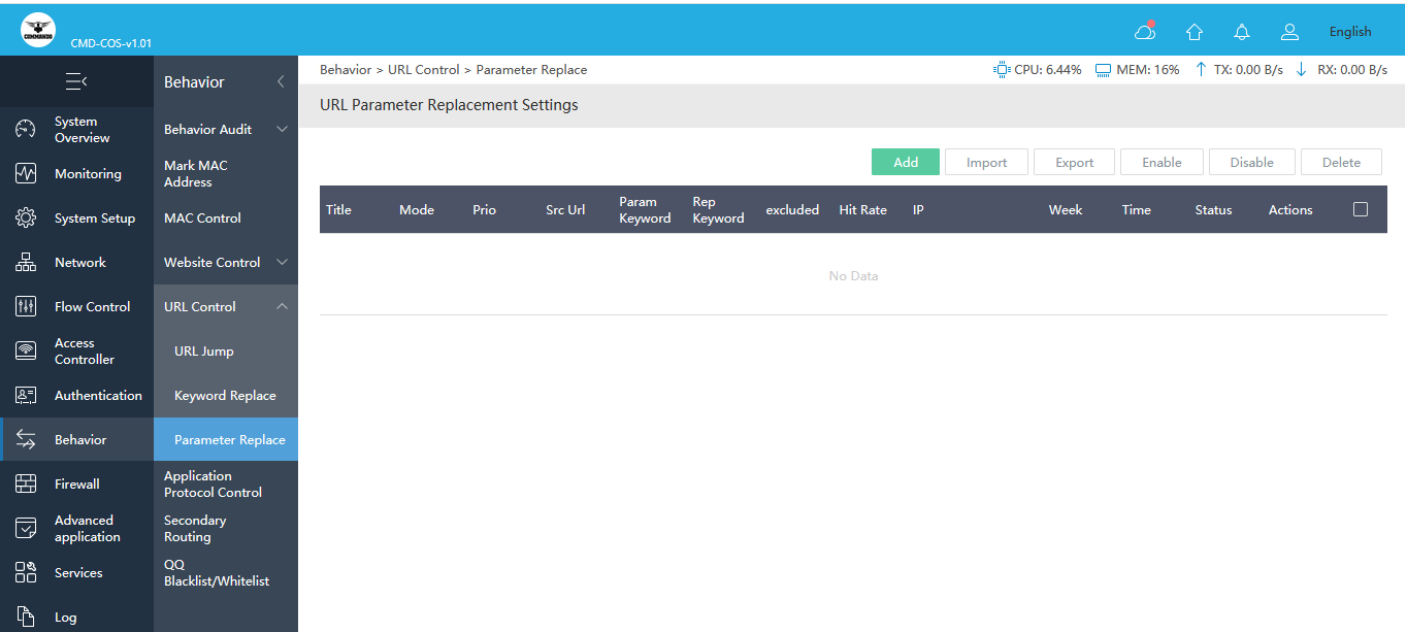 COMMANDO
CMD-COS-v1.01
English
Behavior
Behavior > URL Control > Parameter Replace
CPU: 6.44% MEM: 16% TX: 0.00 B/s RX: 0.00 B/s
URL Parameter Replacement Settings
System
Overview
Monitoring
System Setup
Network
Flow Control
Access
Controller
Authentication
Behavior
Firewall
Advanced
application
Services
Log
Behavior Audit
Mark MAC
Address
MAC Control
Website Control
URL Control
URL Jump
Keyword Replace
Parameter Replace
Application
Protocol Control
Secondary
Routing
QQ
Blacklist/Whitelist
Add Import Export Enable Disable Delete
Title Mode Prio Src Url Param Keyword Rep Keyword excluded Hit Rate IP Week Time Status Actions
No Data